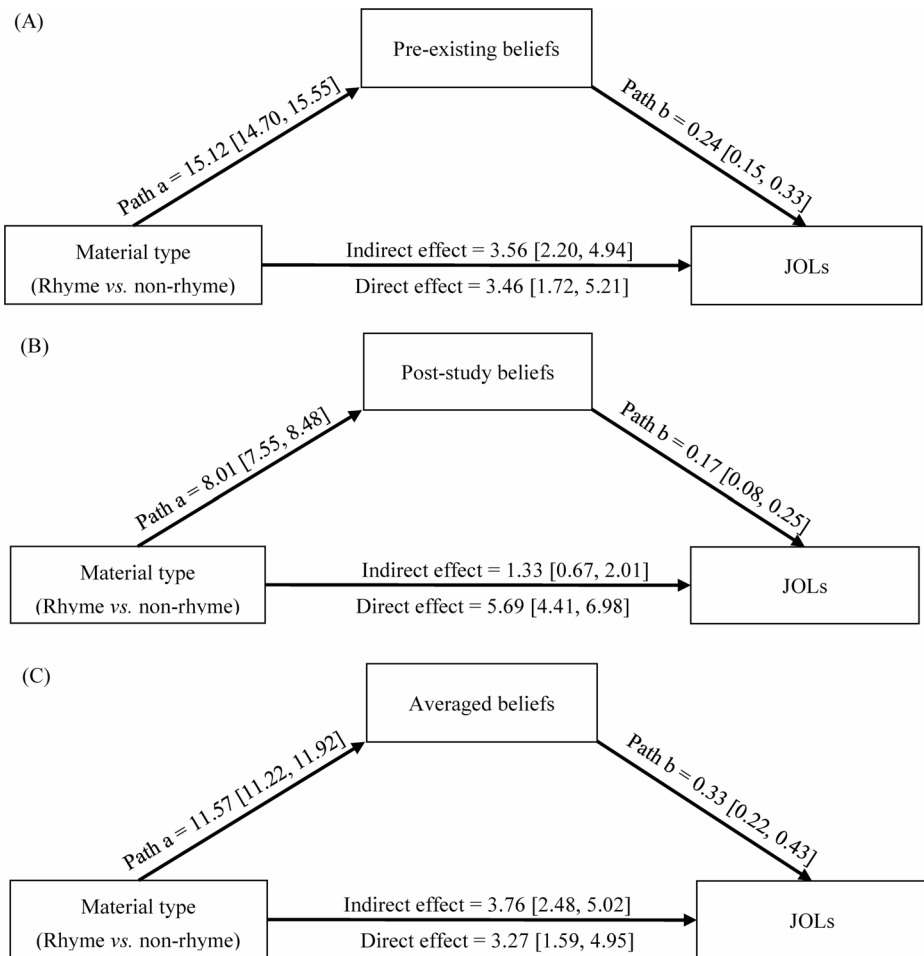 (A)
Pre-existing beliefs
Path a = 15.12 [14.70, 15.55]
Path b = 0.24 [0.15, 0.33]
Material type
(Rhyme vs. non-rhyme)
Indirect effect = 3.56 [2.20, 4.94]
Direct effect = 3.46 [1.72, 5.21]
JOLs
(B)
Post-study beliefs
Path a = 8.01 [7.55, 8.48]
Path b = 0.17 [0.08, 0.25]
Material type
(Rhyme vs. non-rhyme)
Indirect effect = 1.33 [0.67, 2.01]
Direct effect = 5.69 [4.41, 6.98]
JOLs
(C)
Averaged beliefs
Path a = 11.57 [11.22, 11.92]
Path b = 0.33 [0.22, 0.43]
Material type
(Rhyme vs. non-rhyme)
Indirect effect = 3.76 [2.48, 5.02]
Direct effect = 3.27 [1.59, 4.95]
JOLs